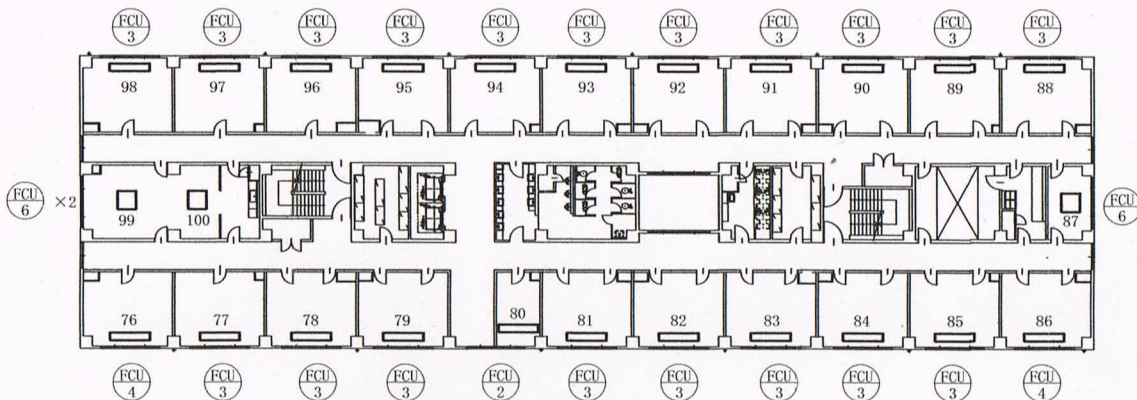 FCU FCU FCU FCU FCU FCU FCU FCU FCU FCU FCU
3 3 3 3 3 3 3 3 3 3 4
98 97 96 95 94 93 92 91 90 89 88
FCU
6 ×2
99 100 87
FCU
6
76 77 78 79 80 81 82 83 84 85 86
FCU FCU FCU FCU FCU FCU FCU FCU FCU FCU
4 3 3 3 2 3 3 3 3 3 4